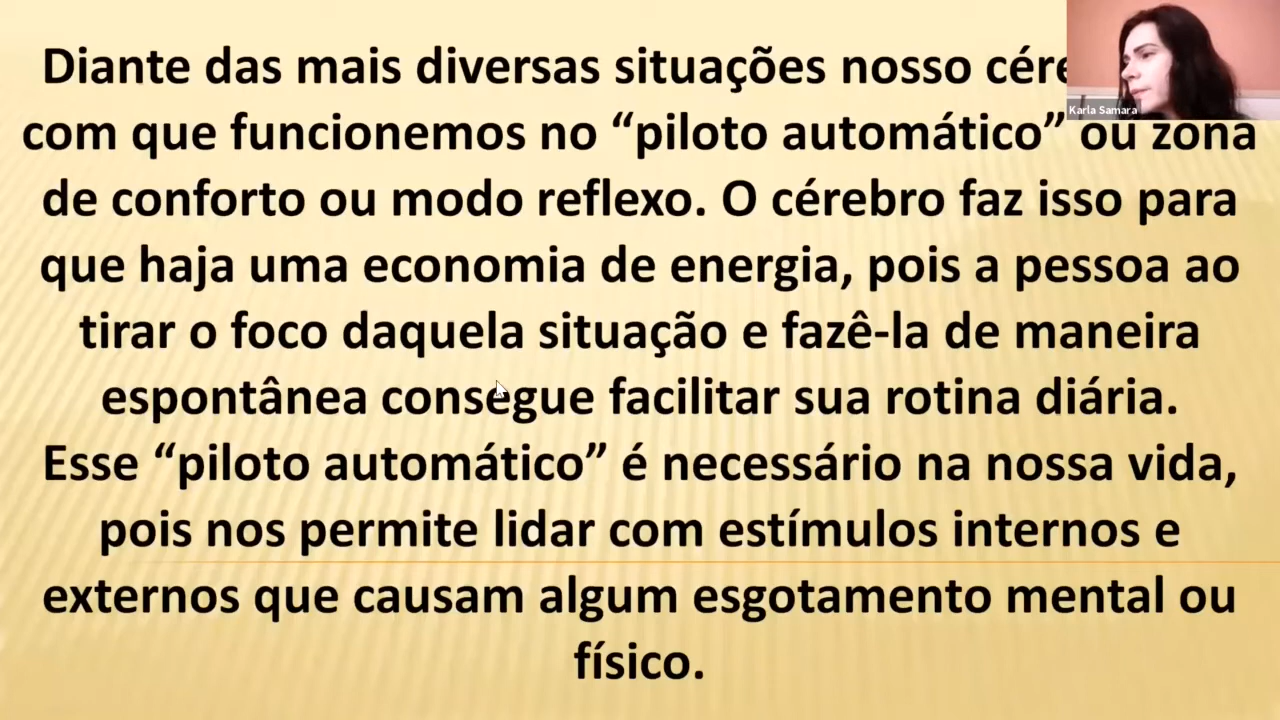 Diante das mais diversas situações nosso
Karla Samara
com que funcionemos no “piloto automático” ou zona
de conforto ou modo reflexo. O cérebro faz isso para
que haja uma economia de energia, pois a pessoa ao
tirar o foco daquela situação e fazê-la de maneira
espontânea consegue facilitar sua rotina diária.
Esse “piloto automático” é necessário na nossa vida,
pois nos permite lidar com estímulos internos e
externos que causam algum esgotamento mental ou
físico.